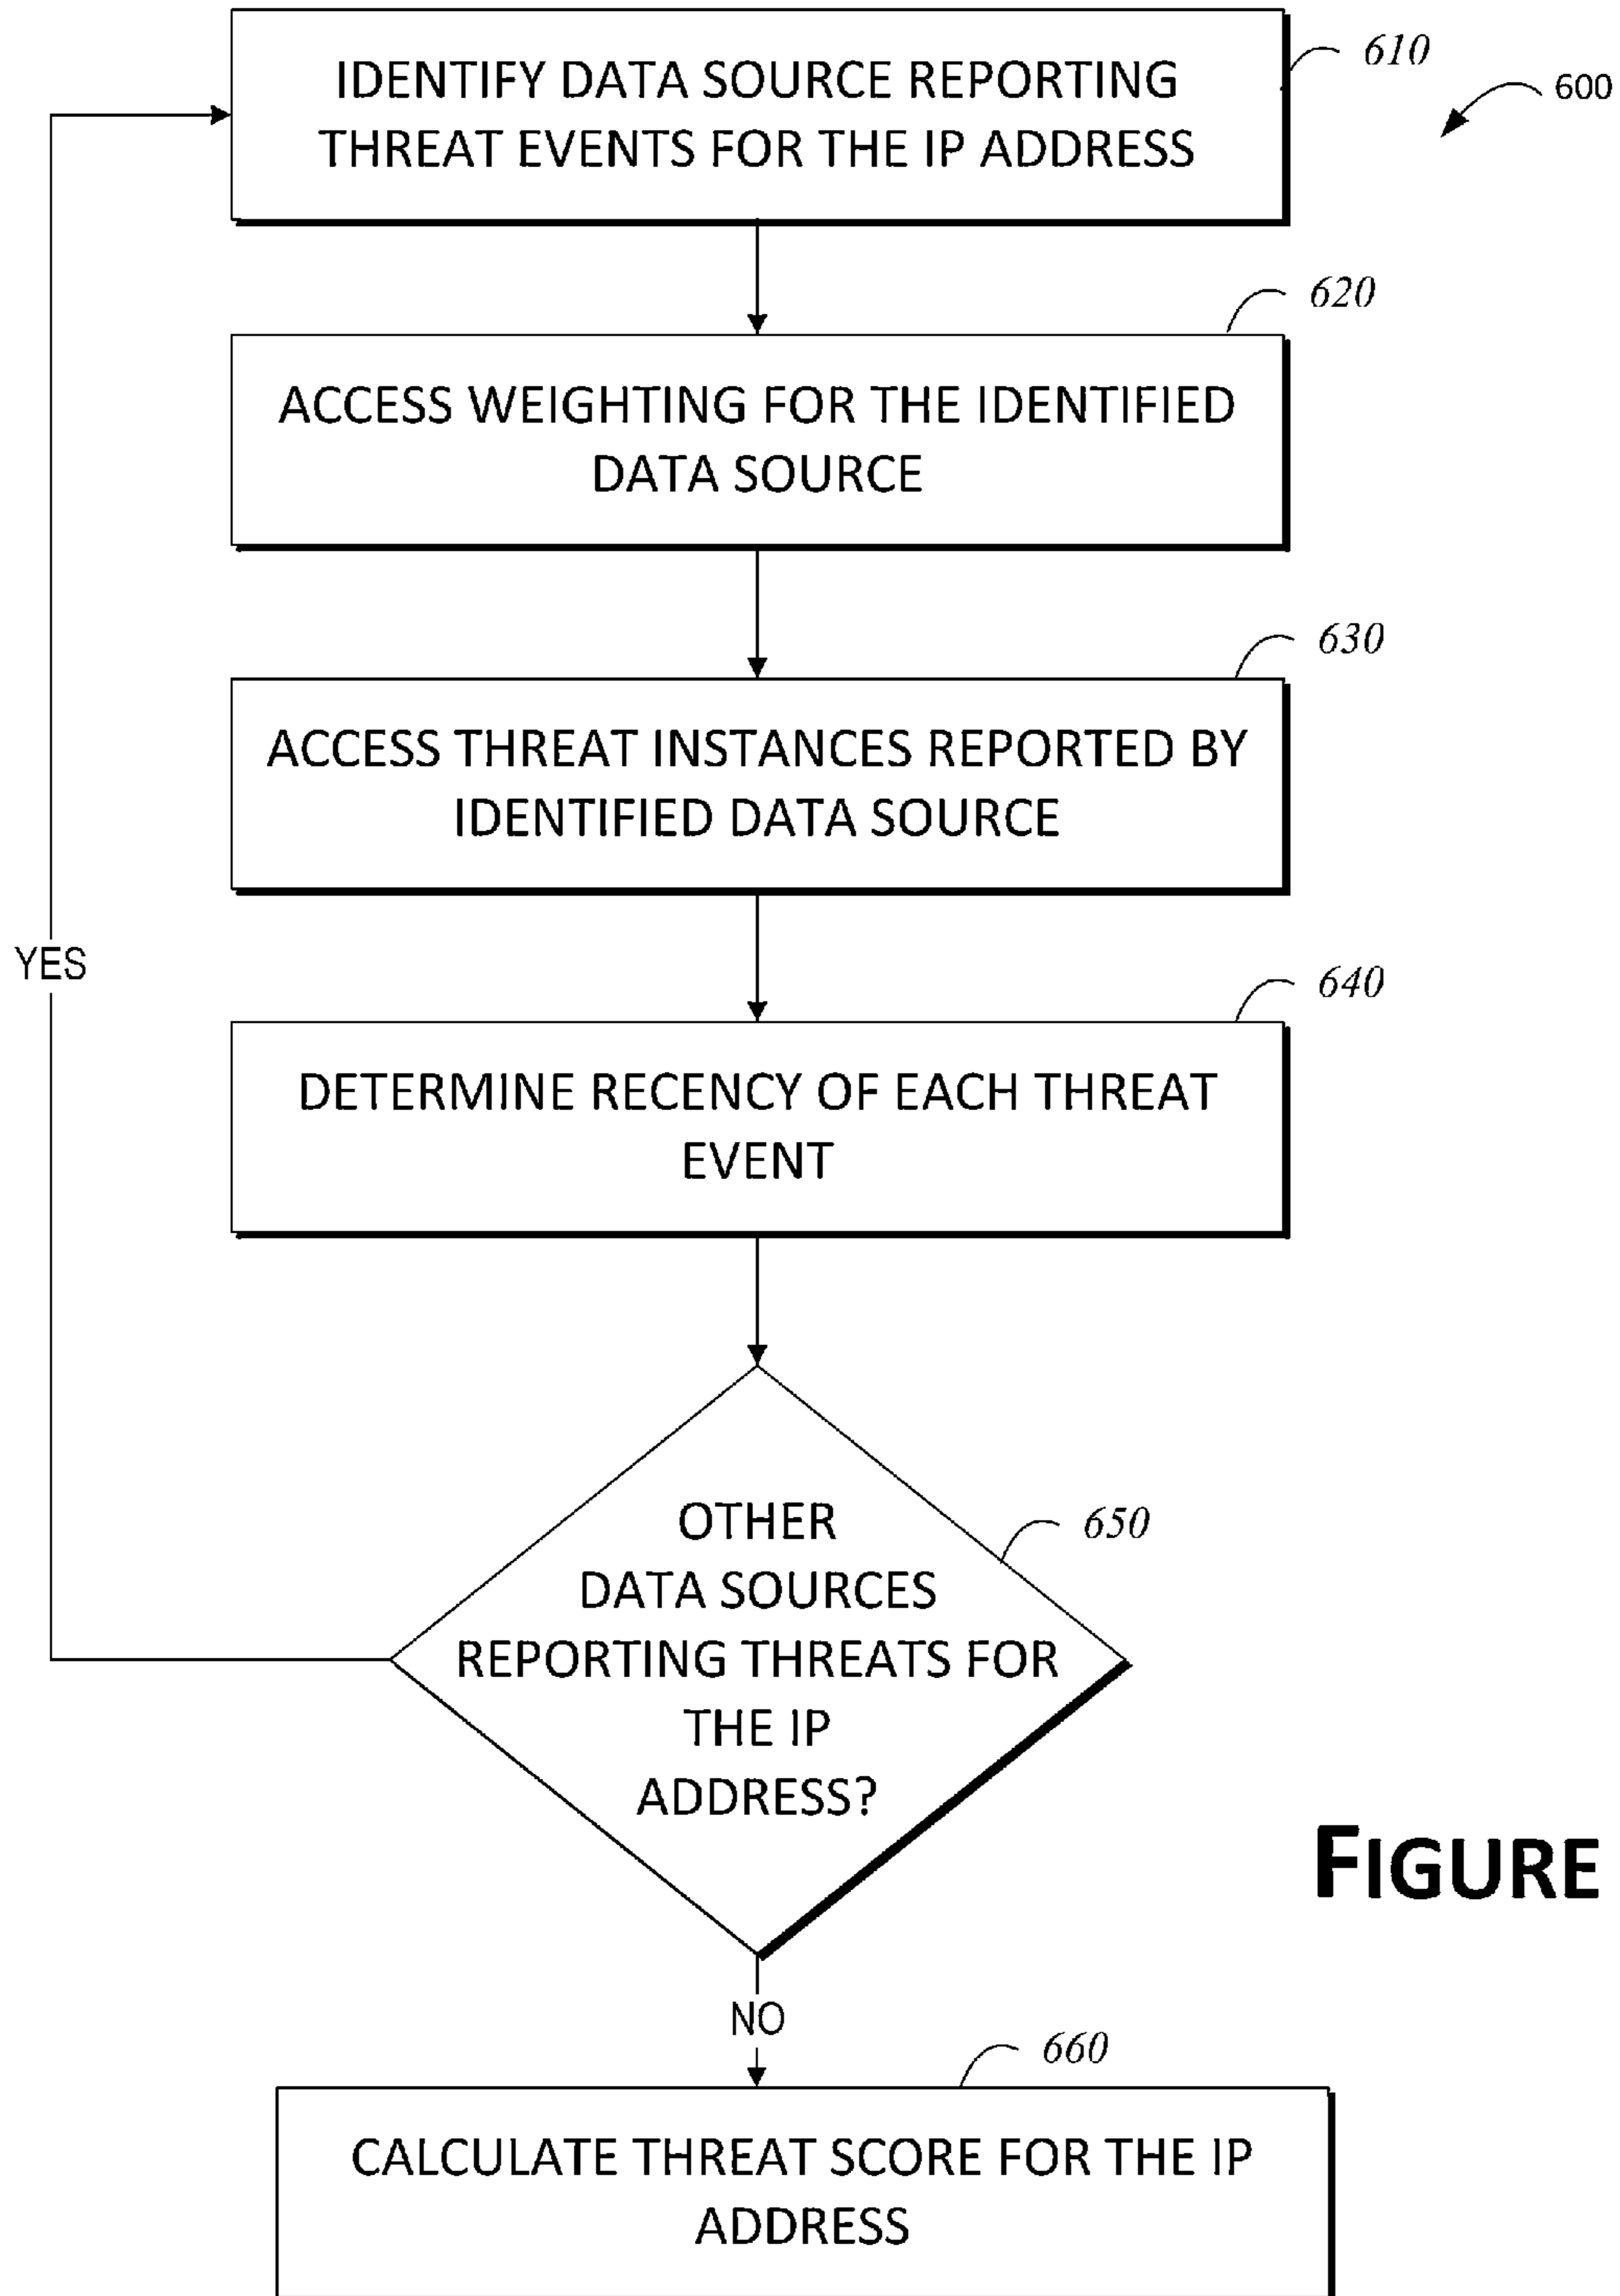 IDENTIFY DATA SOURCE REPORTING
THREAT EVENTS FOR THE IP ADDRESS
610
600
620
ACCESS WEIGHTING FOR THE IDENTIFIED
DATA SOURCE
630
ACCESS THREAT INSTANCES REPORTED BY
IDENTIFIED DATA SOURCE
YES
640
DETERMINE RECENCY OF EACH THREAT
EVENT
OTHER
DATA SOURCES
REPORTING THREATS FOR
THE IP
ADDRESS?
650
FIGURE
NO
660
CALCULATE THREAT SCORE FOR THE IP
ADDRESS